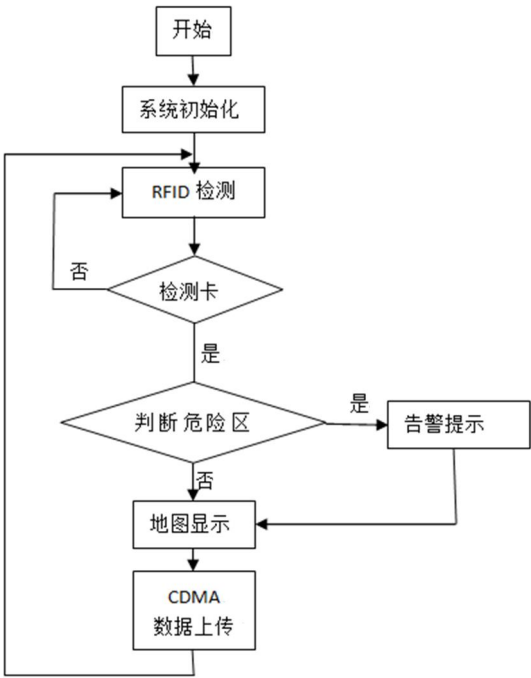 开始
系统初始化
RFID 检测
否
检测卡
是
判断危险区
是
告警提示
否
地图显示
CDMA
数据上传